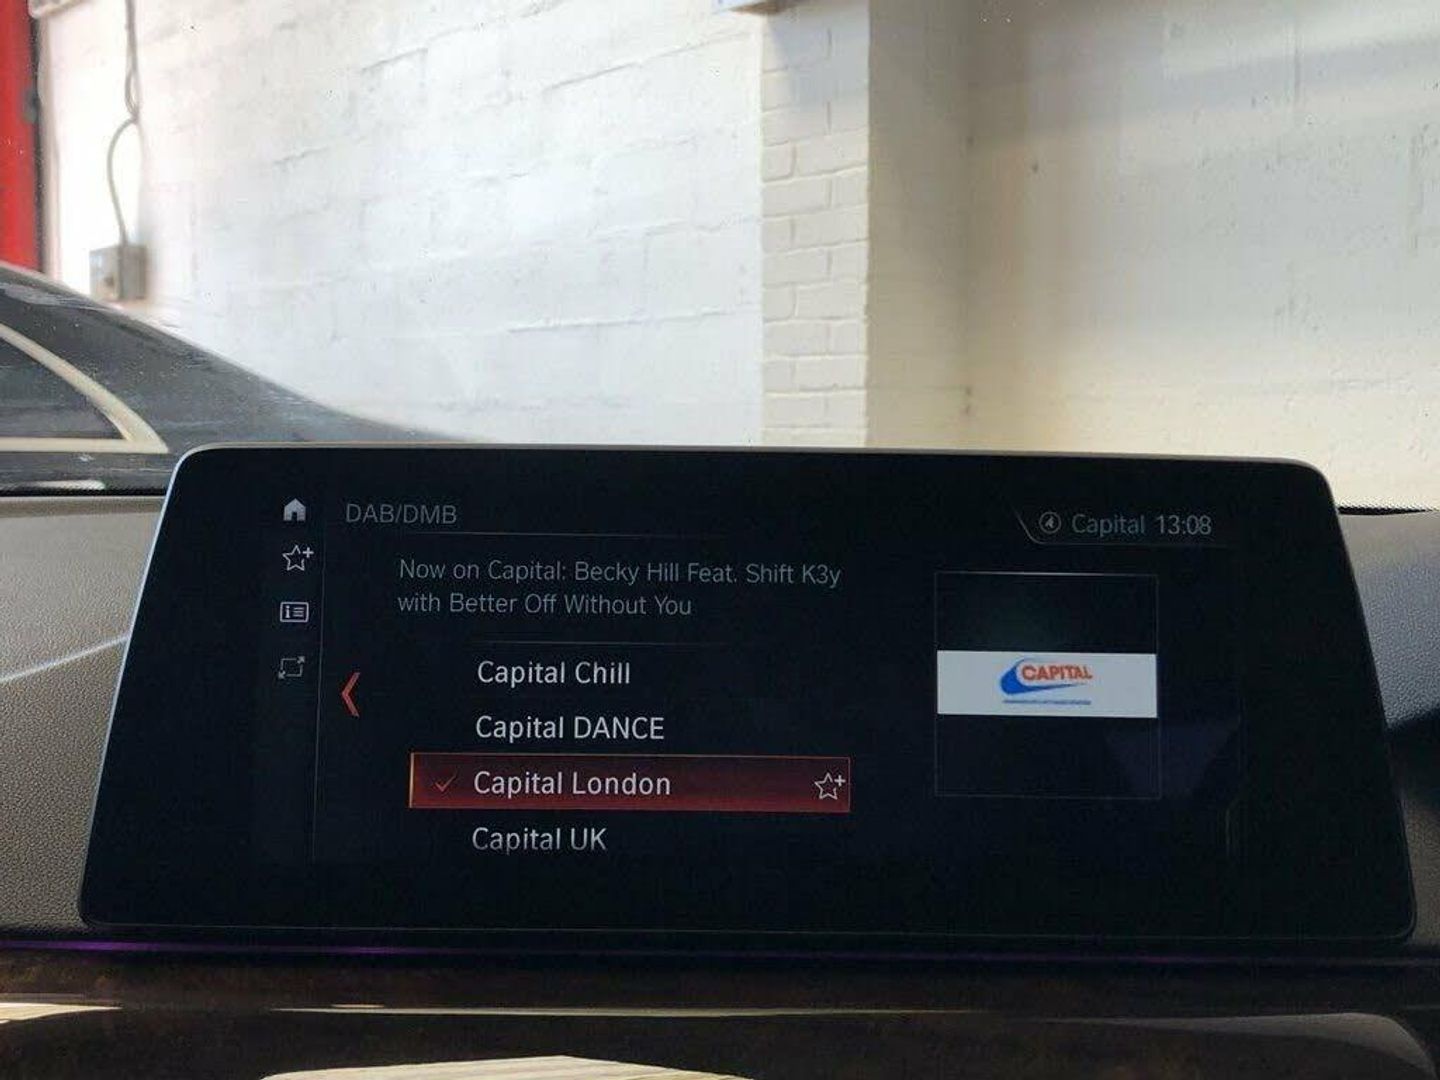 DAB/DMB
Capital 13:08
Now on Capital: Becky Hill Feat. Shift K3y
with Better Off Without You
Capital Chill
Capital DANCE
Capital London
Capital UK
CAPITAL